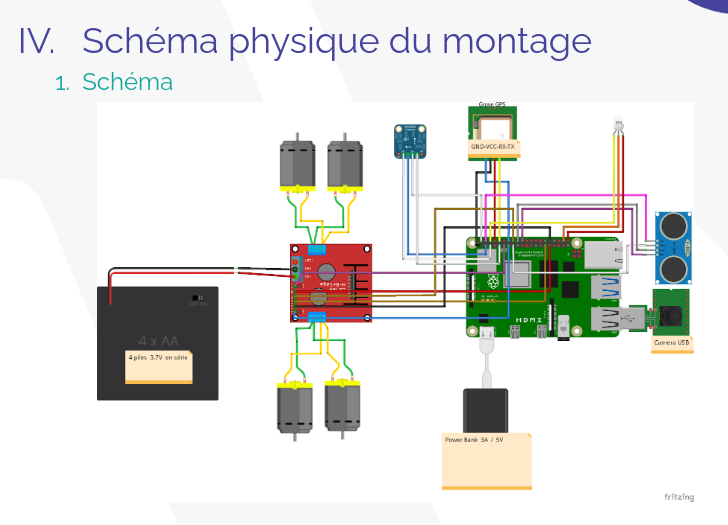 IV. Schéma physique du montage
1. Schéma
Grove GPS
GND-VCC-RX-TX
HDMI
4 x AA
4 piles 3.7V en série
Camera USB
Power Bank 3A / 5V
fritzing